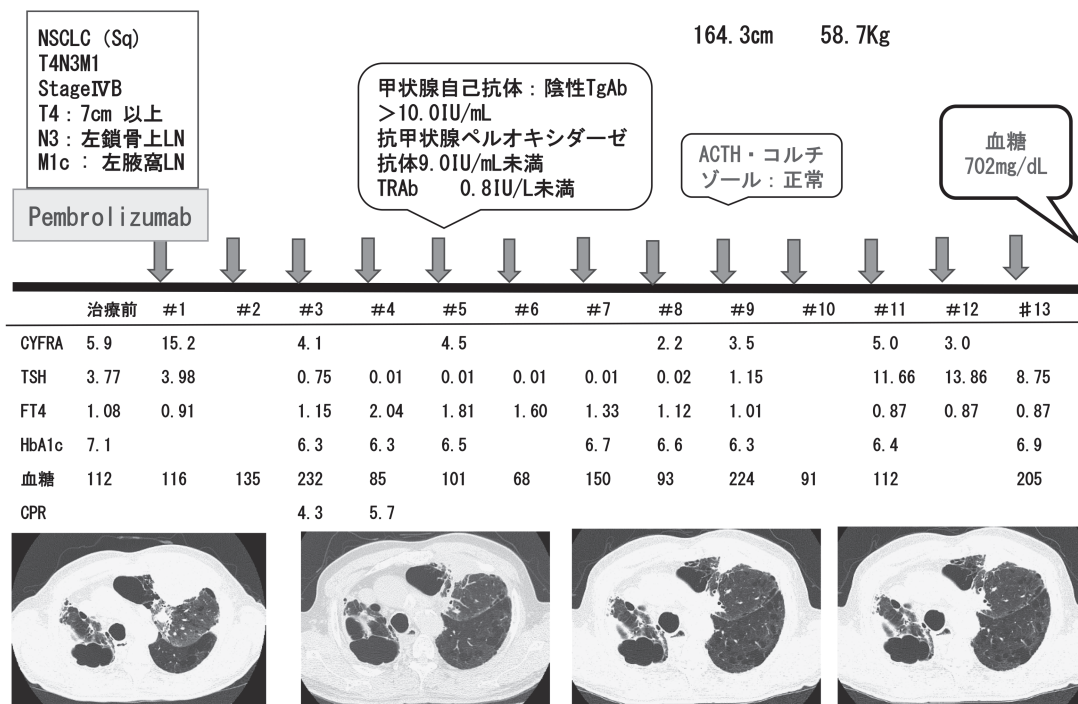 NSCLC (Sq)
T4N3M1
StageⅣB
T4：7cm 以上
N3：左鎖骨上LN
M1c：左腋窩LN
Pembrolizumab
甲状腺自己抗体：陰性TgAb
＞10.0IU/mL
抗甲状腺ペルオキシダーゼ
抗体9.0IU/mL未満
TRAb 0.8IU/L未満
164.3cm 58.7Kg
ACTH・コルチ
ゾール：正常
血糖
702mg/dL
治療前 #1 #2 #3 #4 #5 #6 #7 #8 #9 #10 #11 #12 #13
CYFRA 5.9 15.2 4.1 4.5 2.2 3.5 5.0 3.0
TSH 3.77 3.98 0.75 0.01 0.01 0.01 0.01 0.02 1.15 11.66 13.86 8.75
FT4 1.08 0.91 1.15 2.04 1.81 1.60 1.33 1.12 1.01 0.87 0.87 0.87
HbA1c 7.1 6.3 6.3 6.5 6.7 6.6 6.3 6.4 6.9
血糖 112 116 135 232 85 101 68 150 93 224 91 112 205
CPR 4.3 5.7